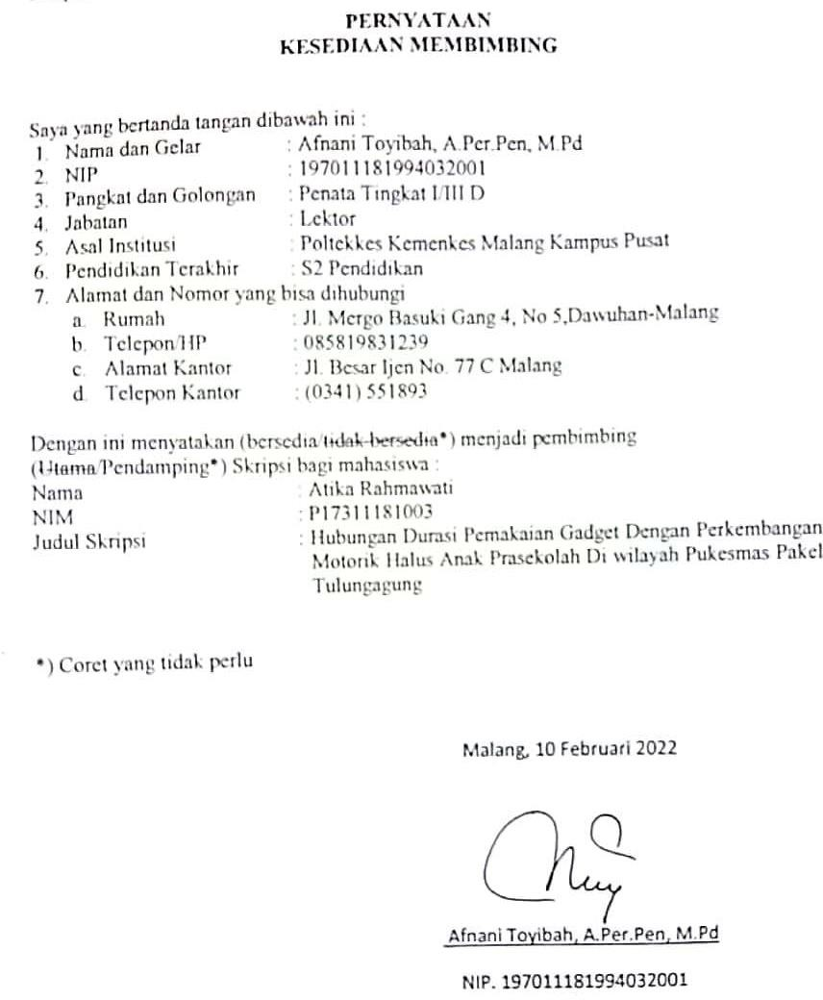 PERNYATAAN
KESEDIAAN MEMBIMBING
Saya yang bertanda tangan dibawah ini :
1. Nama dan Gelar : Afnani Toyibah, A.Per.Pen, M.Pd
2. NIP : 197011181994032001
3. Pangkat dan Golongan : Penata Tingkat I/III D
4. Jabatan : Lektor
5. Asal Institusi : Poltekkes Kemenkes Malang Kampus Pusat
6. Pendidikan Terakhir : S2 Pendidikan
7. Alamat dan Nomor yang bisa dihubungi
a. Rumah : Jl. Mergo Basuki Gang 4, No 5,Dawuhan-Malang
b. Telepon/HP : 085819831239
c. Alamat Kantor : Jl. Besar Ijen No. 77 C Malang
d. Telepon Kantor : (0341) 551893
Dengan ini menyatakan (bersedia/tidak bersedia*) menjadi pembimbing
(Utama/Pendamping*) Skripsi bagi mahasiswa :
Nama : Atika Rahmawati
NIM : P17311181003
Judul Skripsi : Hubungan Durasi Pemakaian Gadget Dengan Perkembangan
Motorik Halus Anak Prasekolah Di wilayah Pukesmas Pakel
Tulungagung
*) Coret yang tidak perlu
Malang, 10 Februari 2022
Afnani Toyibah, A.Per.Pen, M.Pd
NIP. 197011181994032001